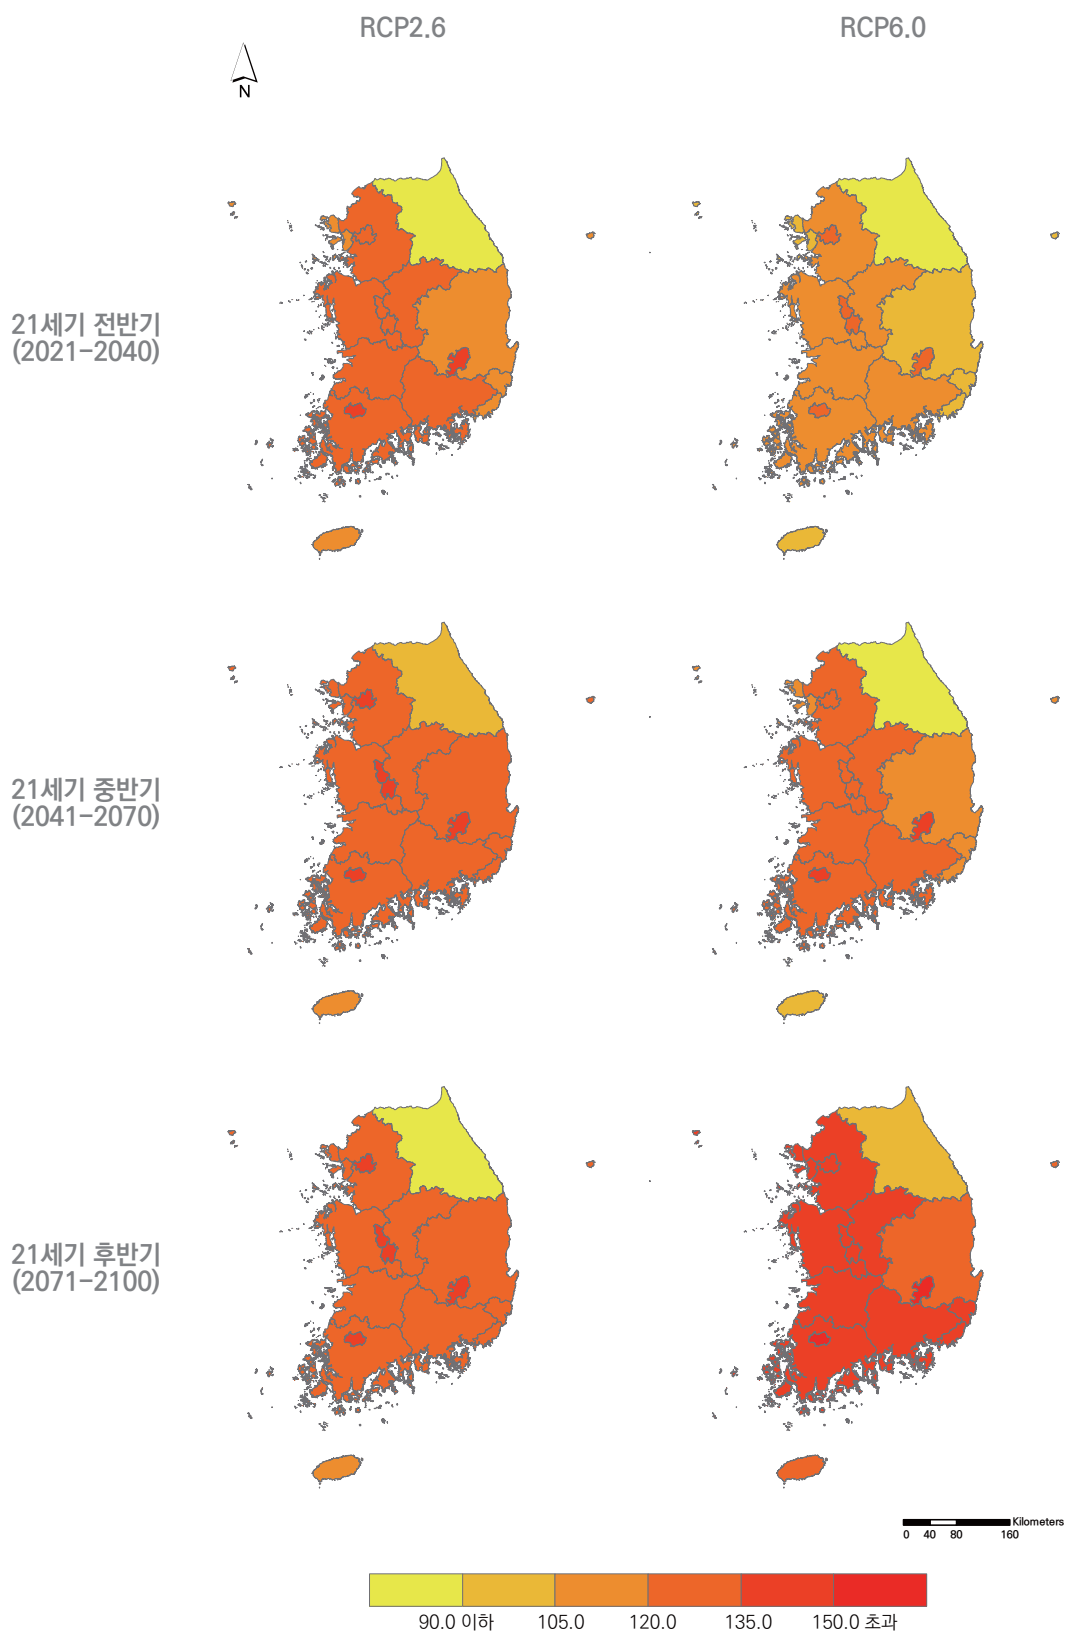 RCP2.6
RCP6.0
N
21세기 전반기
(2021-2040)
21세기 중반기
(2041-2070)
21세기 후반기
(2071-2100)
Kilometers
0 40 80 160
90.0 이하 105.0 120.0 135.0 150.0 초과